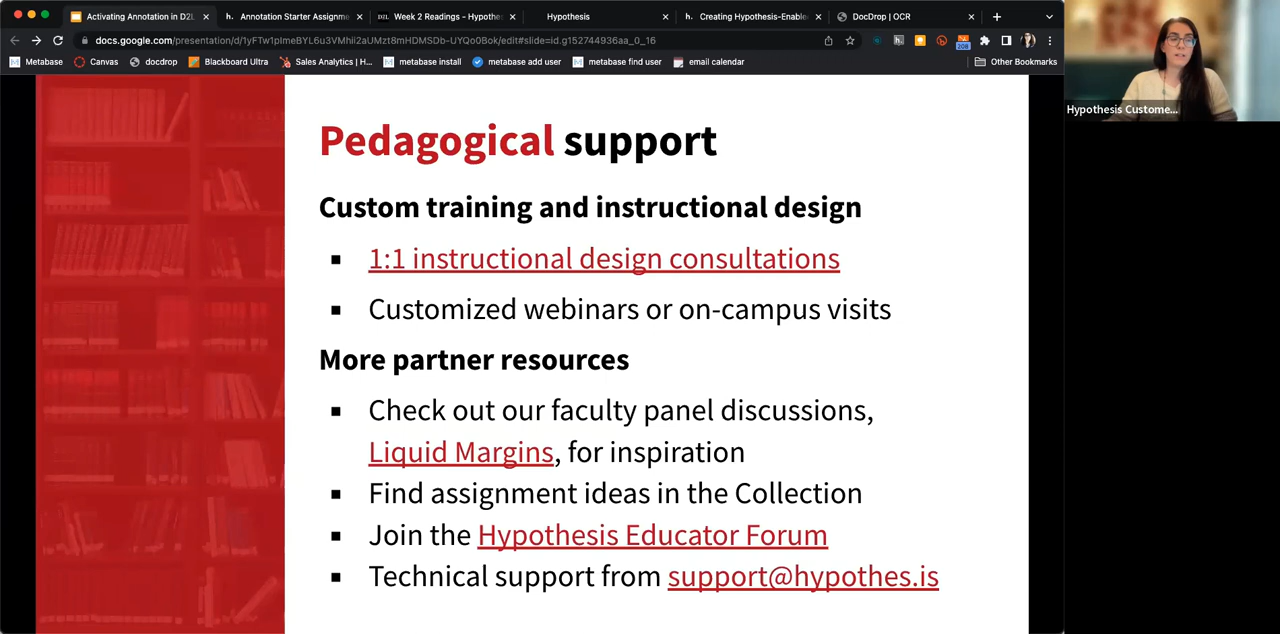 Activating Annotation in D2L
Annotation Starter Assignm
Week 2 Readings - Hypothe
Hypothesis
Creating Hypothesis-Enable
DocDrop | OCR
docs.google.com/presentation/d/1yFTw1pImeBYL6u3VMhii2aUMzt8mHDMSDb-UYQo0Bok/edit#slide=id.g152744936aa_0_16
208
Metabase
Canvas
docdrop
Blackboard Ultra
Sales Analytics | H...
metabase install
metabase add user
metabase find user
email calendar
Other Bookmarks
Hypothesis Custome...
Pedagogical support
Custom training and instructional design
■ 1:1 instructional design consultations
■ Customized webinars or on-campus visits
More partner resources
■ Check out our faculty panel discussions,
Liquid Margins, for inspiration
■ Find assignment ideas in the Collection
■ Join the Hypothesis Educator Forum
■ Technical support from support@hypothes.is